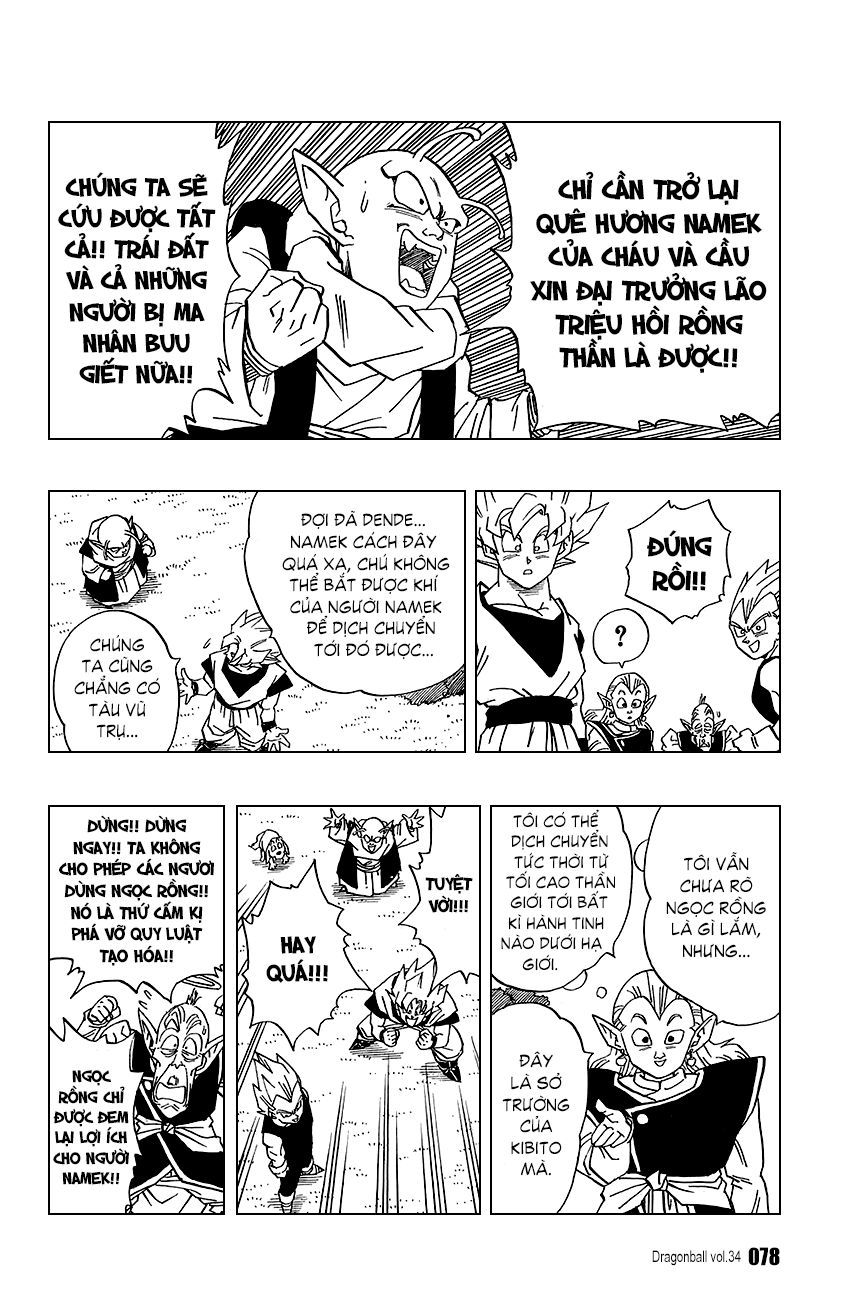 CHỈ CẦN TRỞ LẠI
QUÊ HƯƠNG NAMEK
CỦA CHÁU VÀ CẦU
XIN ĐẠI TRƯỞNG LÃO
TRIỆU HỒI RỒNG
THẦN LÀ ĐƯỢC!!
CHÚNG TA SẼ
CỨU ĐƯỢC TẤT
CẢ!! TRÁI ĐẤT
VÀ CẢ NHỮNG
NGƯỜI BỊ MA
NHÂN BUU
GIẾT NỮA!!
ĐÚNG
RỒI!!
?
ĐỢI ĐÃ DENDE...
NAMEK CÁCH ĐÂY
QUÁ XA, CHÚ KHÔNG
THỂ BẮT ĐƯỢC KHÍ
CỦA NGƯỜI NAMEK
ĐỂ DỊCH CHUYỂN
TỚI ĐÓ ĐƯỢC...
CHÚNG
TA CŨNG
CHẲNG CÓ
TÀU VŨ
TRỤ...
TÔI VẪN
CHƯA RÕ
NGỌC RỒNG
LÀ GÌ LẮM,
NHƯNG...
TÔI CÓ THỂ
DỊCH CHUYỂN
TỨC THỜI TỪ
TỐI CAO THẦN
GIỚI TỚI BẤT
KÌ HÀNH TINH
NÀO DƯỚI HẠ
GIỚI.
ĐÂY
LÀ SỞ
TRƯỜNG
CỦA
KIBITO
MÀ.
TUYỆT
VỜI!!!
HAY
QUÁ!!!
DỪNG!! DỪNG
NGAY!! TA KHÔNG
CHO PHÉP CÁC NGƯƠI
DÙNG NGỌC RỒNG!!
NÓ LÀ THỨ CẤM KỊ
PHÁ VỠ QUY LUẬT
TẠO HÓA!!
NGỌC
RỒNG CHỈ
ĐƯỢC ĐEM
LẠI LỢI ÍCH
CHO NGƯỜI
NAMEK!!
Dragonball vol.34 078